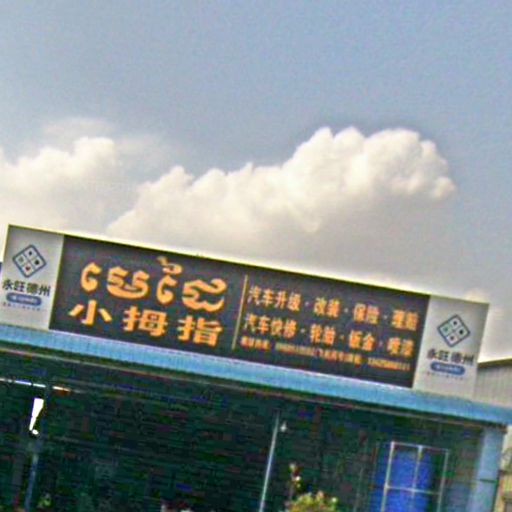 永旺德州
មេដៃ
小拇指
汽车升级·改装·保险·理赔
汽车快修·轮胎·钣金·喷漆
永旺德州